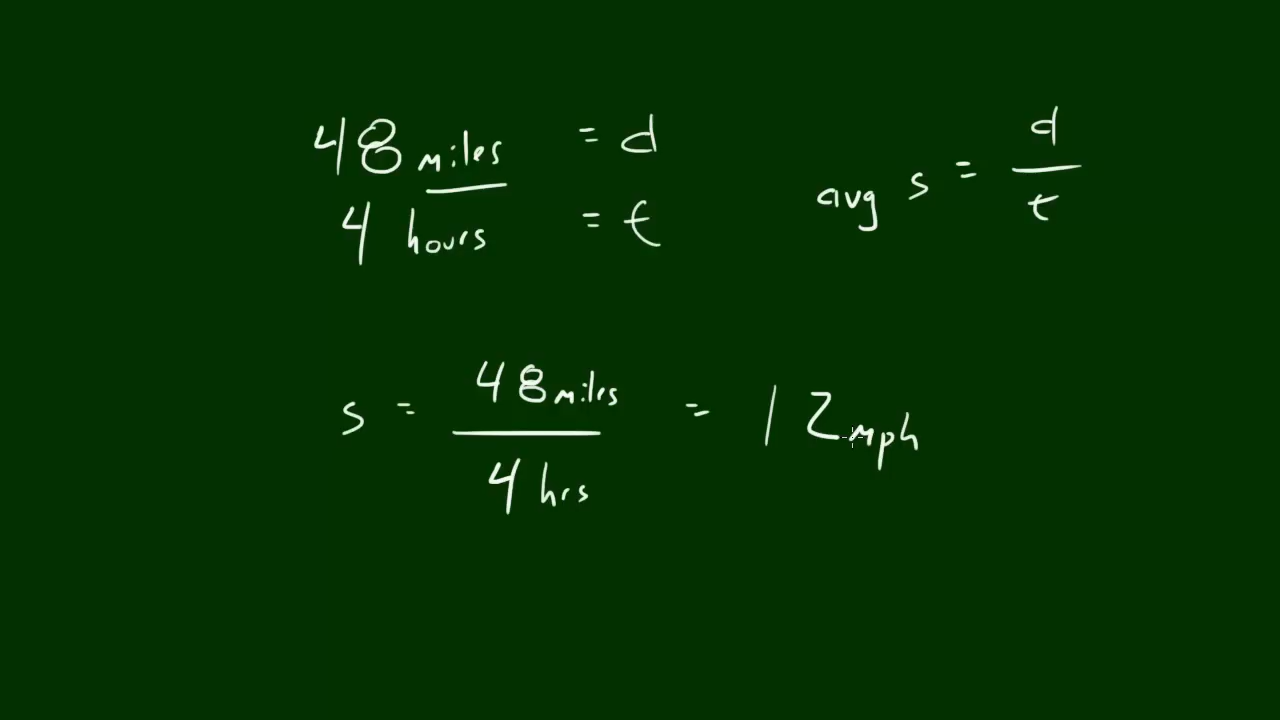 48 miles = d
4 hours = t
avg s = d
t
s = 48 miles = 12 mph
4 hrs